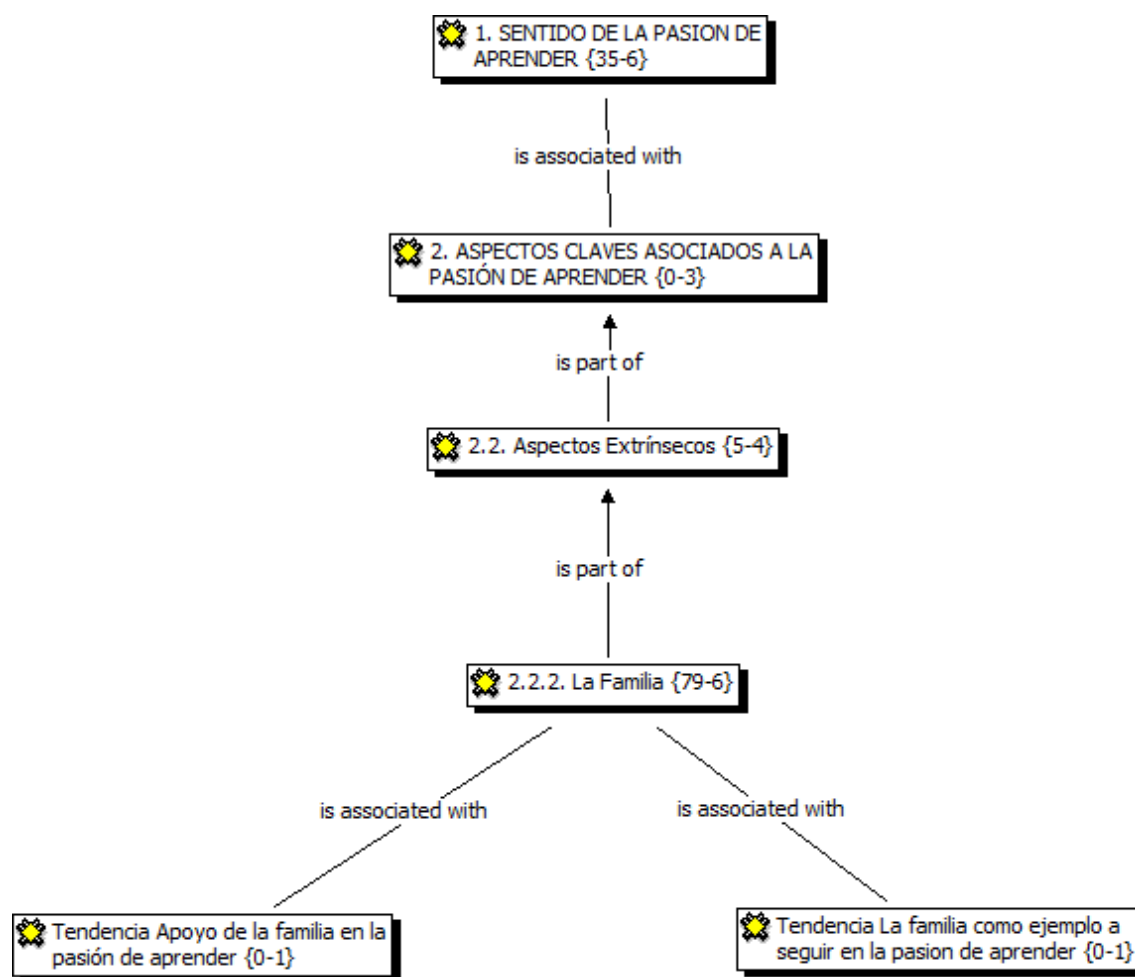 1. SENTIDO DE LA PASION DE
APRENDER {35-6}
is associated with
2. ASPECTOS CLAVES ASOCIADOS A LA
PASIÓN DE APRENDER {0-3}
is part of
2.2. Aspectos Extrínsecos {5-4}
is part of
2.2.2. La Familia {79-6}
is associated with
is associated with
Tendencia Apoyo de la familia en la
pasión de aprender {0-1}
Tendencia La familia como ejemplo a
seguir en la pasion de aprender {0-1}